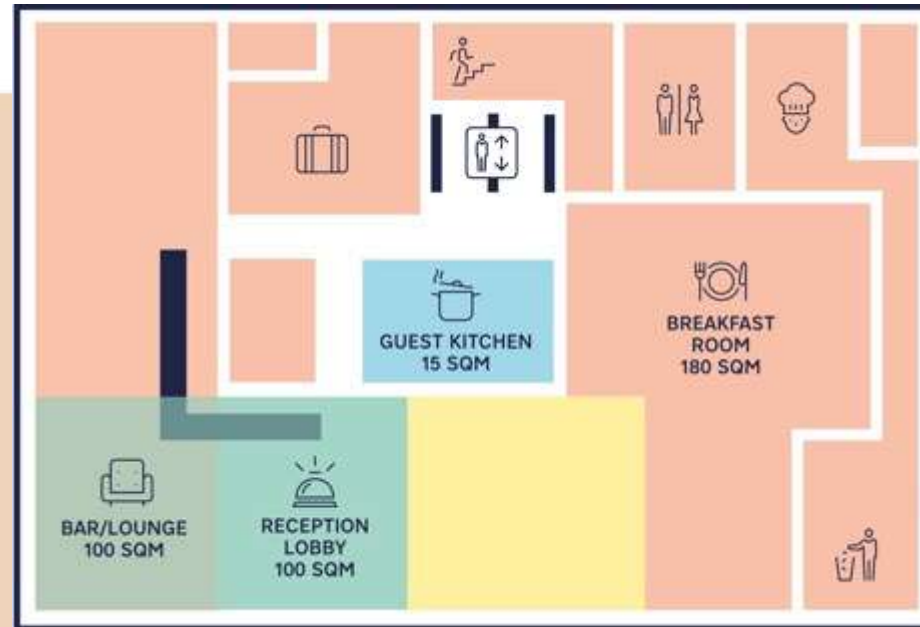 GUEST KITCHEN
15 SQM
BREAKFAST
ROOM
180 SQM
BAR/LOUNGE
100 SQM
RECEPTION
LOBBY
100 SQM